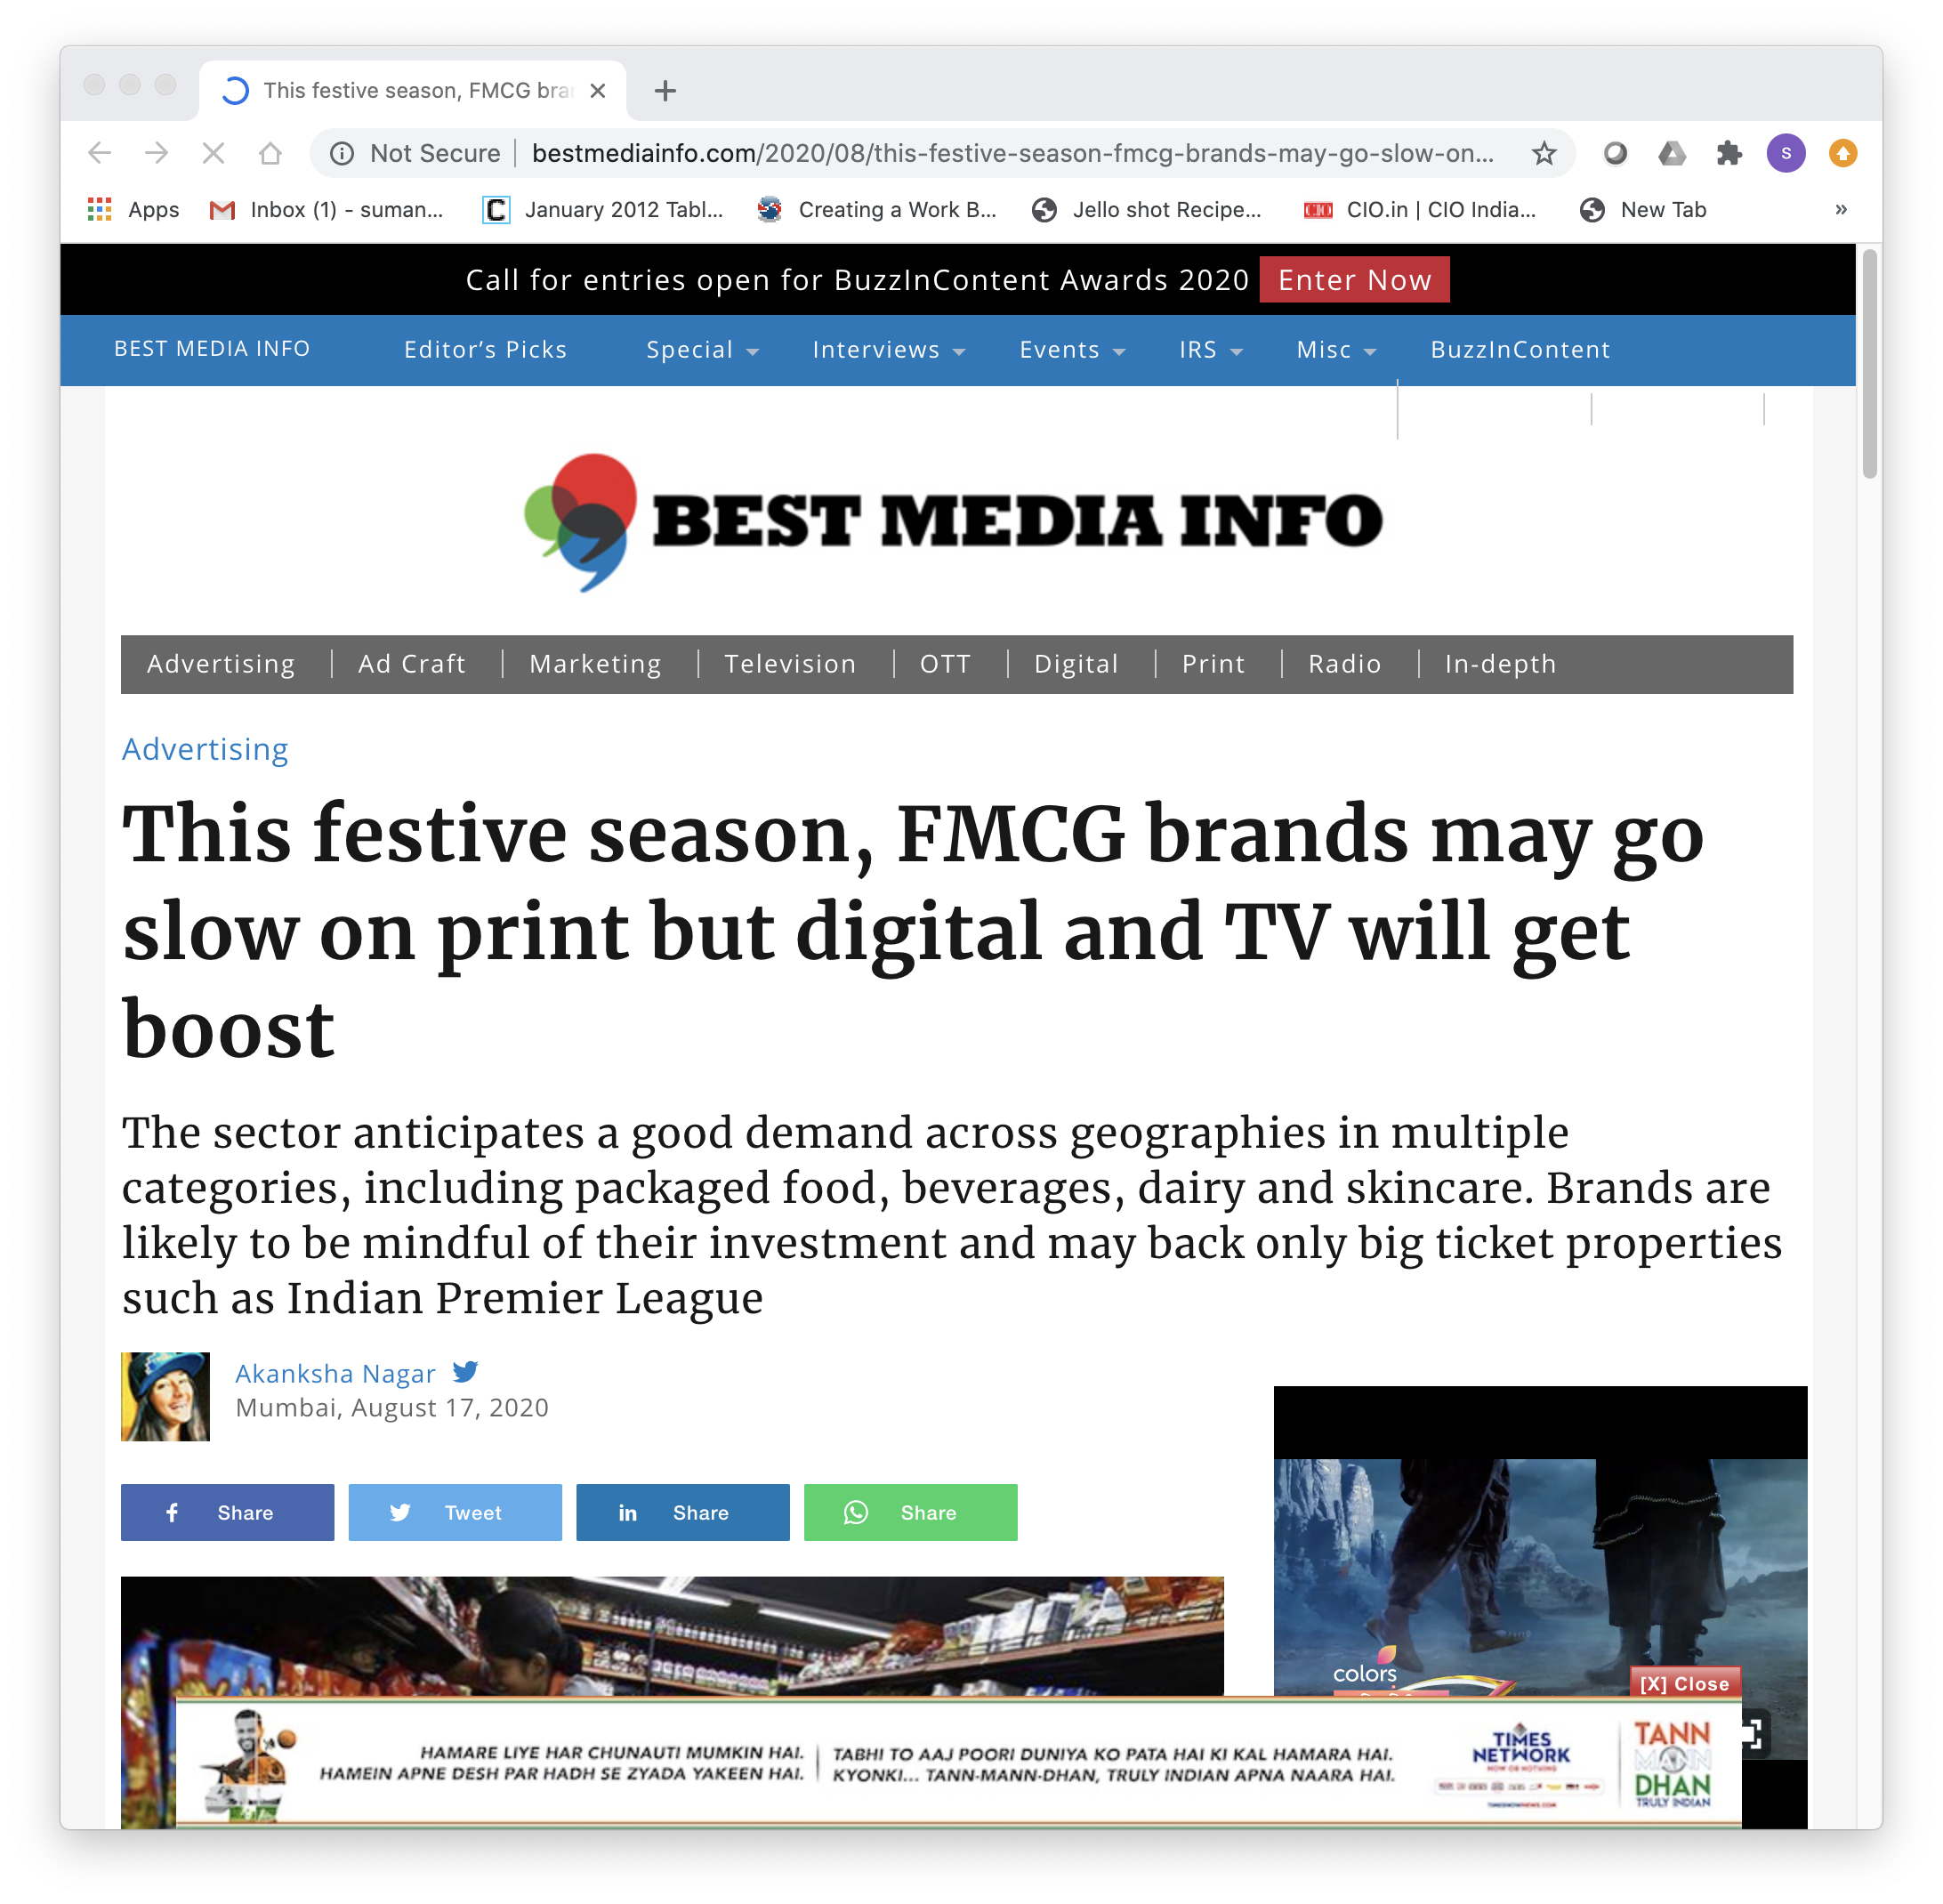 This festive season, FMCG bra
Not Secure | bestmediainfo.com/2020/08/this-festive-season-fmcg-brands-may-go-slow-on...
S
Apps Inbox (1) - suman... January 2012 Tabl... Creating a Work B... Jello shot Recipe... CIO.in | CIO India... New Tab »
Call for entries open for BuzzInContent Awards 2020 Enter Now
BEST MEDIA INFO Editor's Picks Special Interviews Events IRS Misc BuzzInContent
BEST MEDIA INFO
Advertising | Ad Craft | Marketing | Television | OTT | Digital | Print | Radio | In-depth
Advertising
This festive season, FMCG brands may go
slow on print but digital and TV will get
boost
The sector anticipates a good demand across geographies in multiple
categories, including packaged food, beverages, dairy and skincare. Brands are
likely to be mindful of their investment and may back only big ticket properties
such as Indian Premier League
Akanksha Nagar
Mumbai, August 17, 2020
Share Tweet Share Share
colors
[X] Close
HAMARE LIYE HAR CHUNAUTI MUMKIN HAI.
HAMEIN APNE DESH PAR HADH SE ZYADA YAKEEN HAI.
TABHI TO AAJ POORI DUNIYA KO PATA HAI KI KAL HAMARA HAI.
KYONKI... TANN-MANN-DHAN, TRULY INDIAN APNA NAARA HAI.
TIMES
NETWORK
NOW OR NOTHING
TANN
MANN
DHAN
TRULY INDIAN